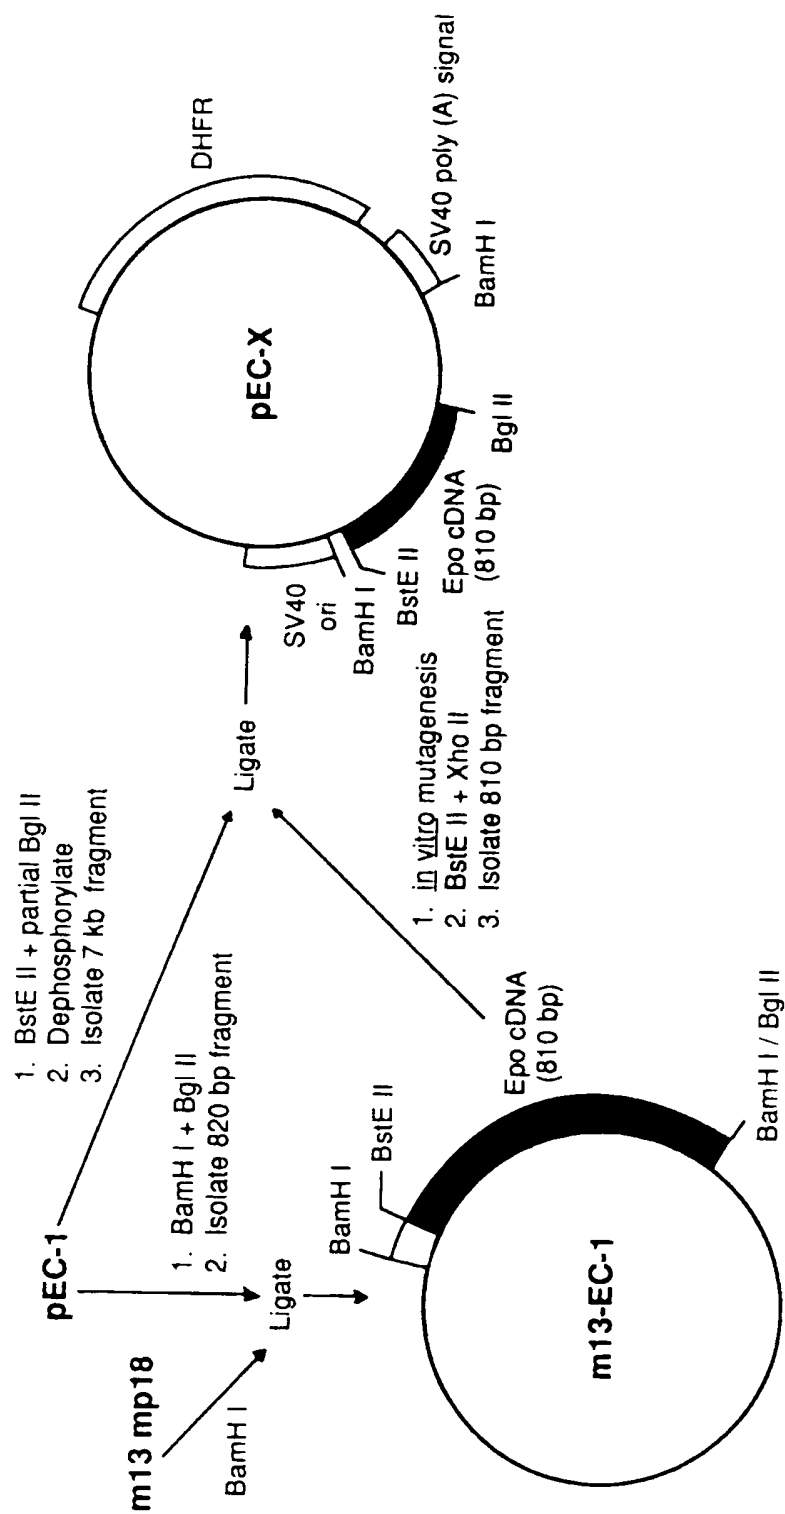 pEC-1
1. BstE II + partial Bgl II
2. Dephosphorylate
3. Isolate 7 kb fragment
m13 mp18
BamH I
1. BamH I + Bgl II
2. Isolate 820 bp fragment
Ligate
Ligate
BamH I
BstE II
Epo cDNA
(810 bp)
m13-EC-1
BamH I / Bgl II
1. in vitro mutagenesis
2. BstE II + Xho II
3. Isolate 810 bp fragment
DHFR
pEC-X
SV40 poly (A) signal
BamH I
SV40
ori
BamH I
BstE II
Epo cDNA
(810 bp)
Bgl II